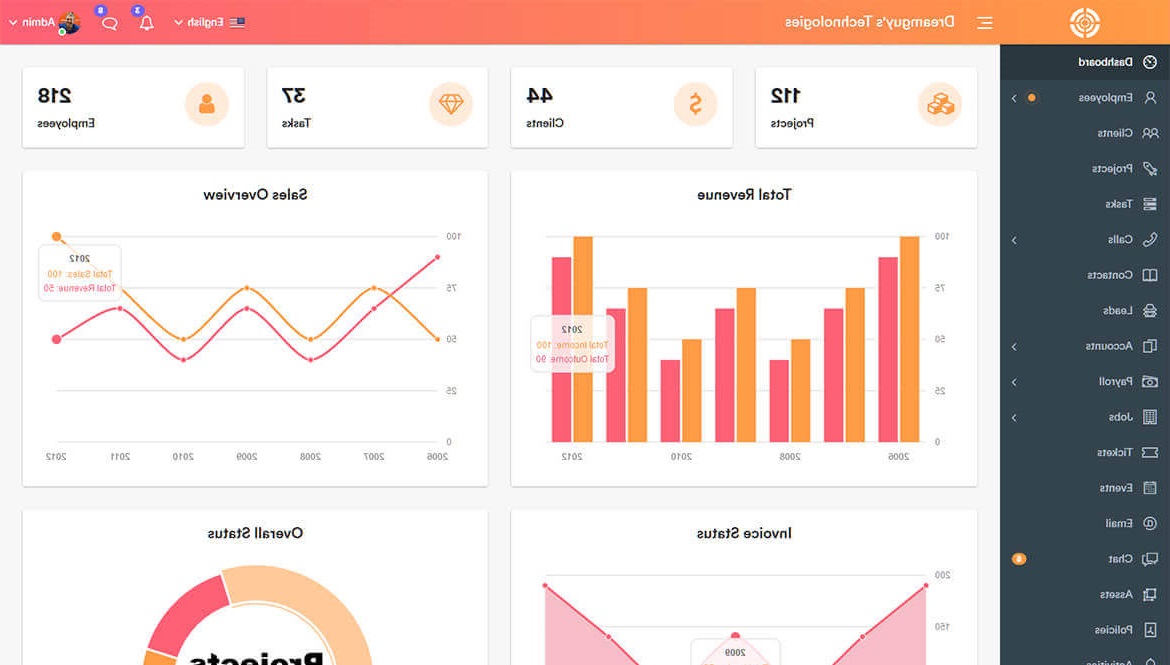 Dreamguy's Technologies
English
3
8
Admin
Dashboard
Employees
Clients
Projects
Tasks
Calls
Contacts
Leads
Accounts
Payroll
Jobs
Tickets
Events
Email
Chat
6
Assets
Policies
Activities
112
Projects
44
Clients
37
Tasks
218
Employees
Total Revenue
100
75
50
25
0
2006
2008
2010
2012
2012
Total Income: 100
Total Outcome: 90
Sales Overview
100
75
50
25
0
2006
2007
2008
2009
2010
2011
2012
2012
Total Sales: 100
Total Revenue: 50
Invoice Status
200
150
2009
Overall Status
Projects